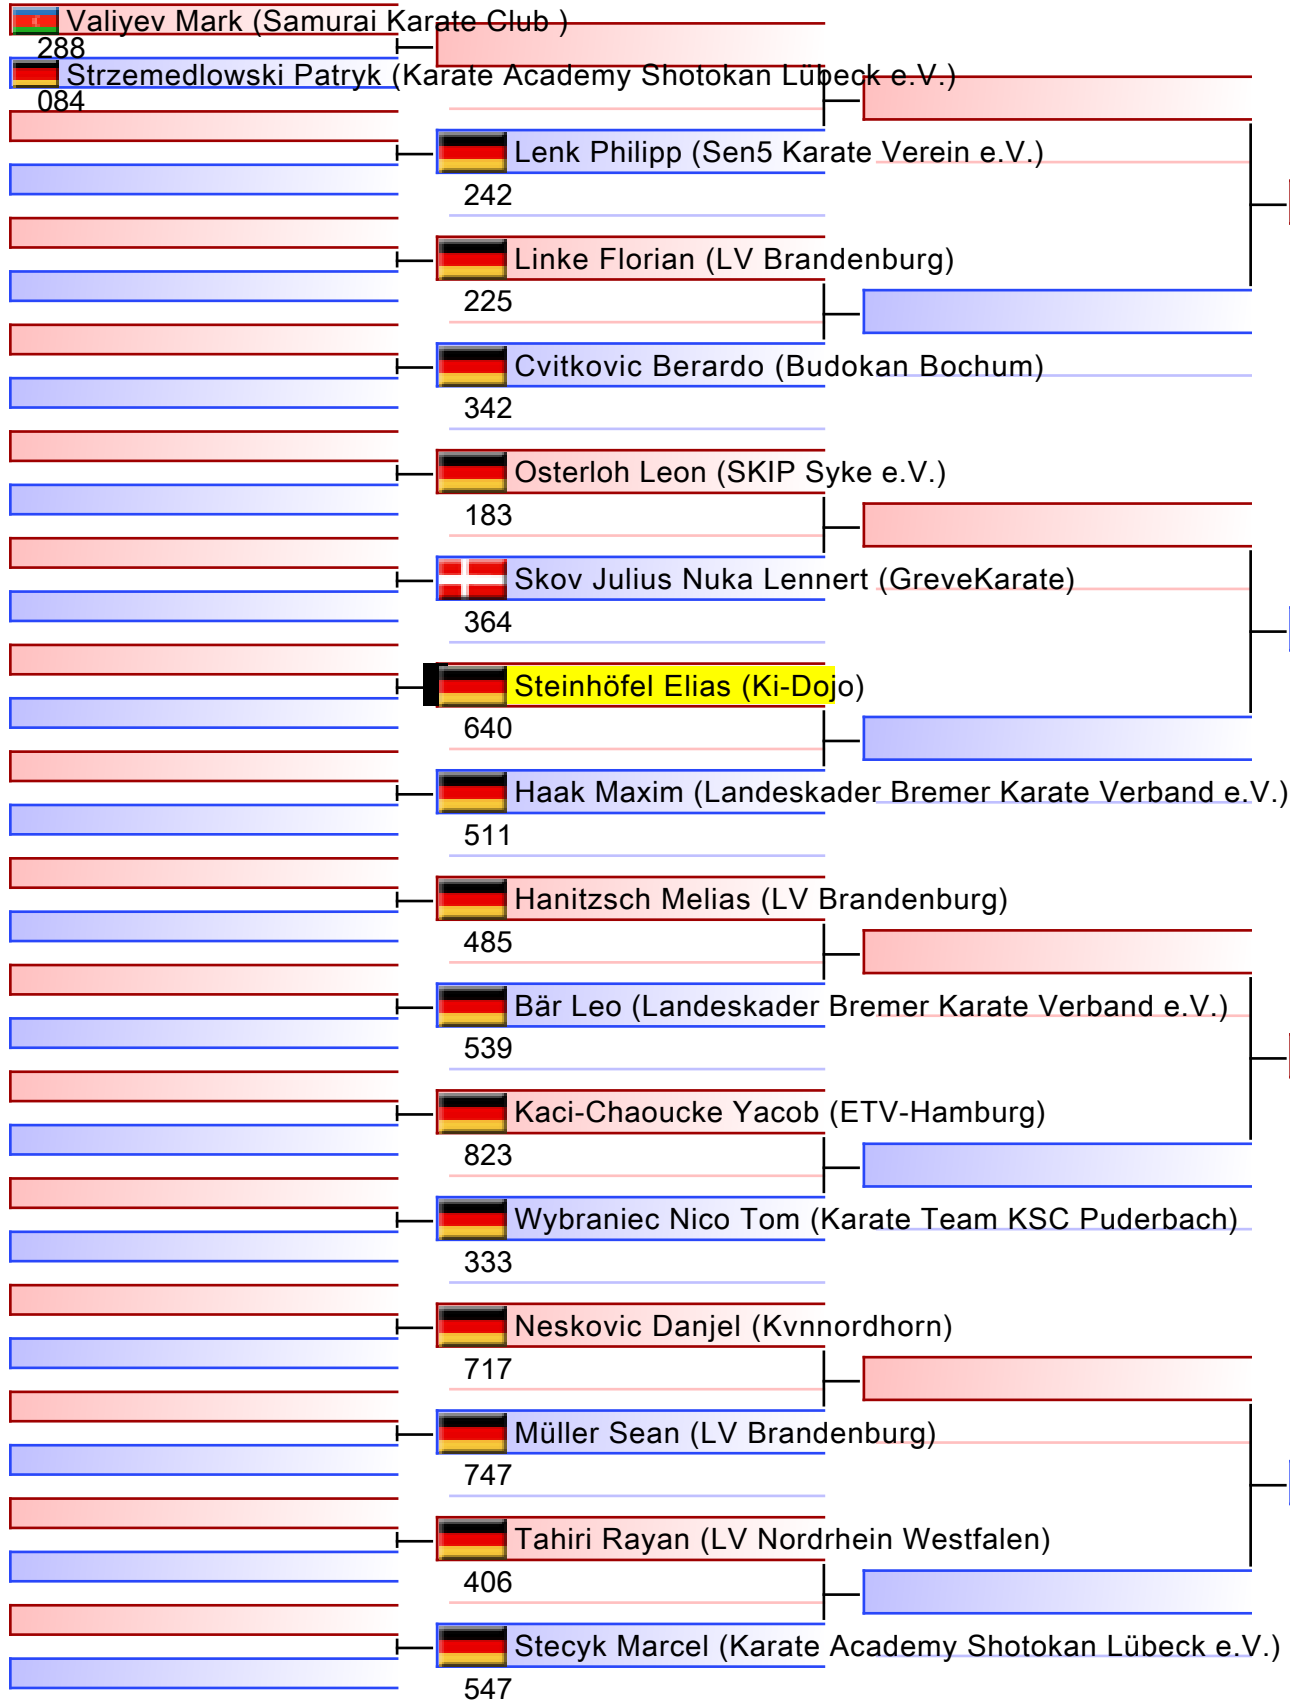 Valiyev Mark (Samurai Karate Club )
288
Strzemedlowski Patryk (Karate Academy Shotokan Lübeck e.V.)
084
Lenk Philipp (Sen5 Karate Verein e.V.)
242
Linke Florian (LV Brandenburg)
225
Cvitkovic Berardo (Budokan Bochum)
342
Osterloh Leon (SKIP Syke e.V.)
183
Skov Julius Nuka Lennert (GreveKarate)
364
Steinhöfel Elias (Ki-Dojo)
640
Haak Maxim (Landeskader Bremer Karate Verband e.V.)
511
Hanitzsch Melias (LV Brandenburg)
485
Bär Leo (Landeskader Bremer Karate Verband e.V.)
539
Kaci-Chaoucke Yacob (ETV-Hamburg)
823
Wybraniec Nico Tom (Karate Team KSC Puderbach)
333
Neskovic Danjel (Kvnnordhorn)
717
Müller Sean (LV Brandenburg)
747
Tahiri Rayan (LV Nordrhein Westfalen)
406
Stecyk Marcel (Karate Academy Shotokan Lübeck e.V.)
547